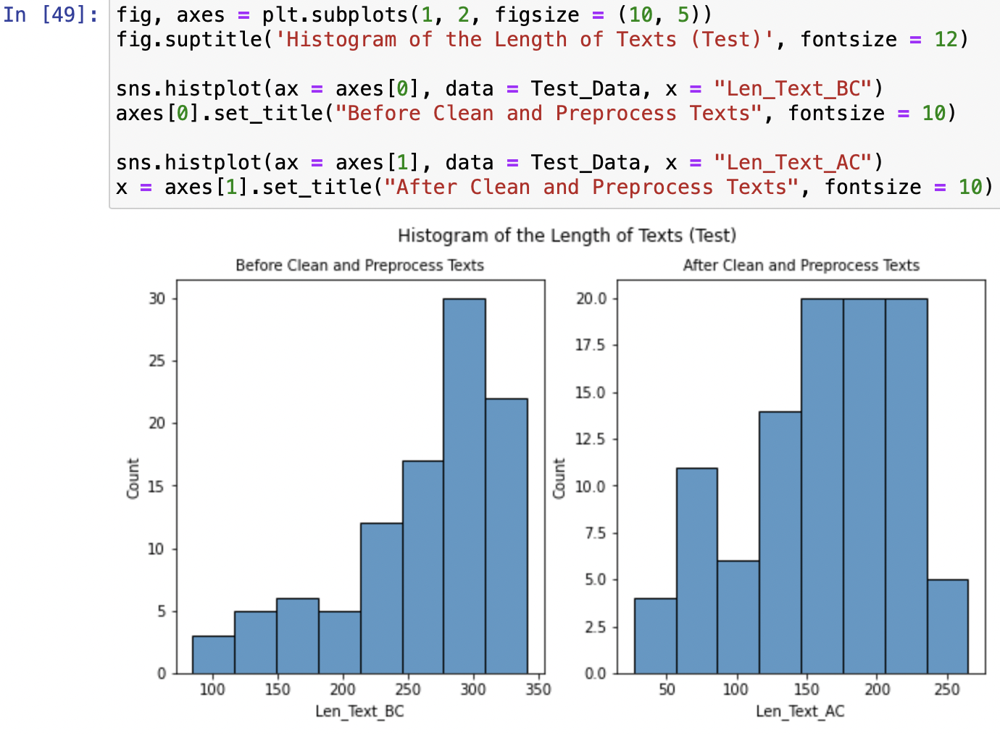 In [49]:
fig, axes = plt.subplots(1, 2, figsize = (10, 5))
fig.suptitle('Histogram of the Length of Texts (Test)', fontsize = 12)
sns.histplot(ax = axes[0], data = Test_Data, x = "Len_Text_BC")
axes[0].set_title("Before Clean and Preprocess Texts", fontsize = 10)
sns.histplot(ax = axes[1], data = Test_Data, x = "Len_Text_AC")
x = axes[1].set_title("After Clean and Preprocess Texts", fontsize = 10)
Histogram of the Length of Texts (Test)
Before Clean and Preprocess Texts
30
25
20
15
10
5
0
Count
100 150 200 250 300 350
Len_Text_BC
After Clean and Preprocess Texts
20.0
17.5
15.0
12.5
10.0
7.5
5.0
2.5
0.0
Count
50 100 150 200 250
Len_Text_AC